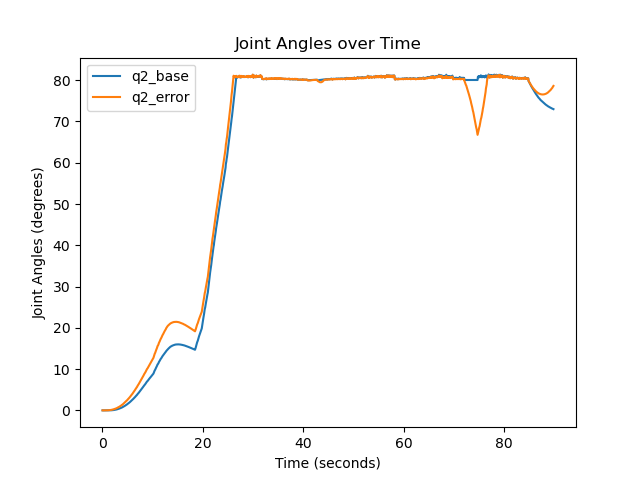 Joint Angles over Time
q2_base
q2_error
Joint Angles (degrees)
80
70
60
50
40
30
20
10
0
0 20 40 60 80
Time (seconds)